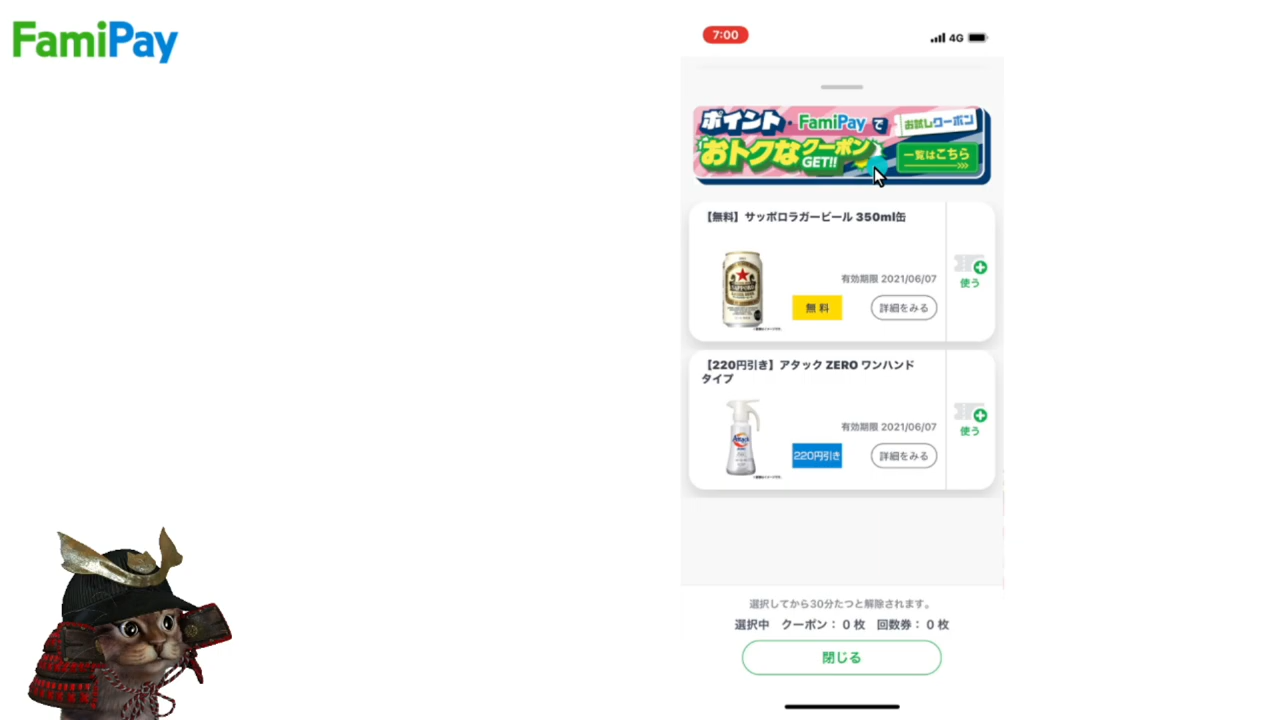 FamiPay
7:00
4G
ポイント・FamiPayで
お試しクーポン
おトクなクーポン
GET!!
一覧はこちら
【無料】サッポロラガービール 350ml缶
有効期限 2021/06/07
無料
詳細をみる
使う
【220円引き】アタック ZERO ワンハンド
タイプ
有効期限 2021/06/07
220円引き
詳細をみる
使う
選択してから30分たつと解除されます。
選択中 クーポン：0 枚 回数券：0 枚
閉じる